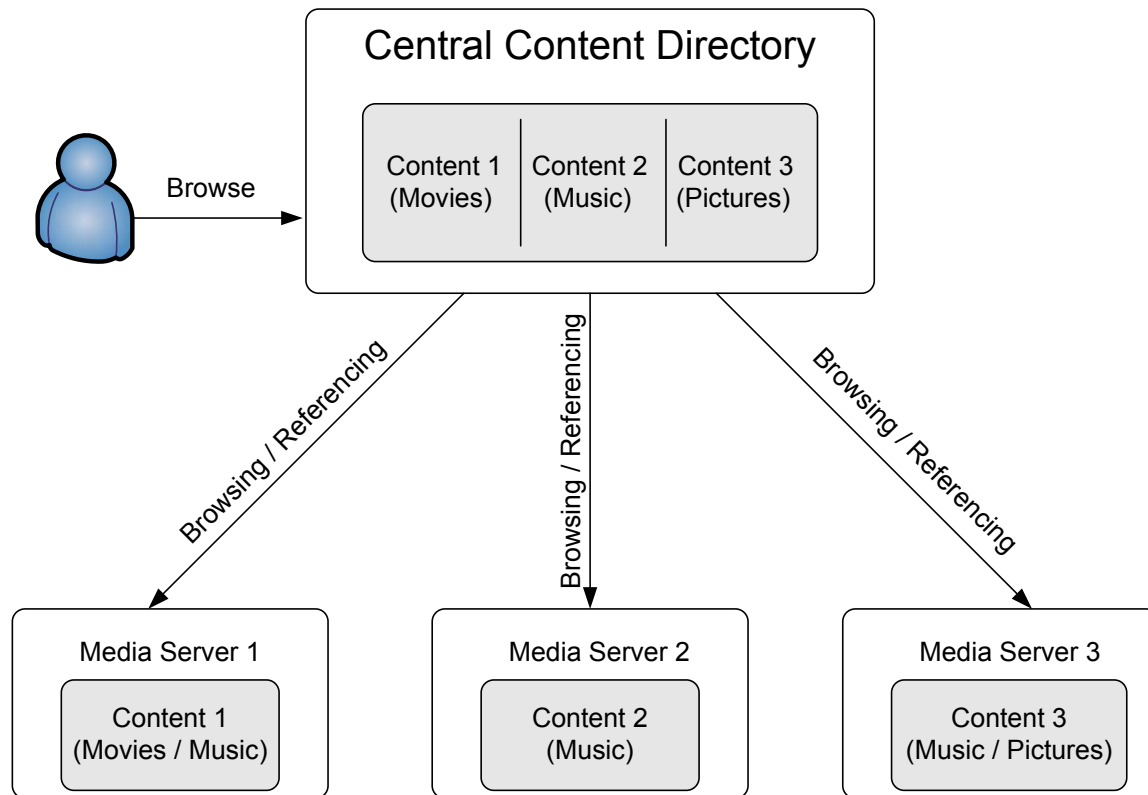 Central Content Directory
Content 1
(Movies)
Content 2
(Music)
Content 3
(Pictures)
Browse
Browsing / Referencing
Browsing / Referencing
Browsing / Referencing
Media Server 1
Content 1
(Movies / Music)
Media Server 2
Content 2
(Music)
Media Server 3
Content 3
(Music / Pictures)